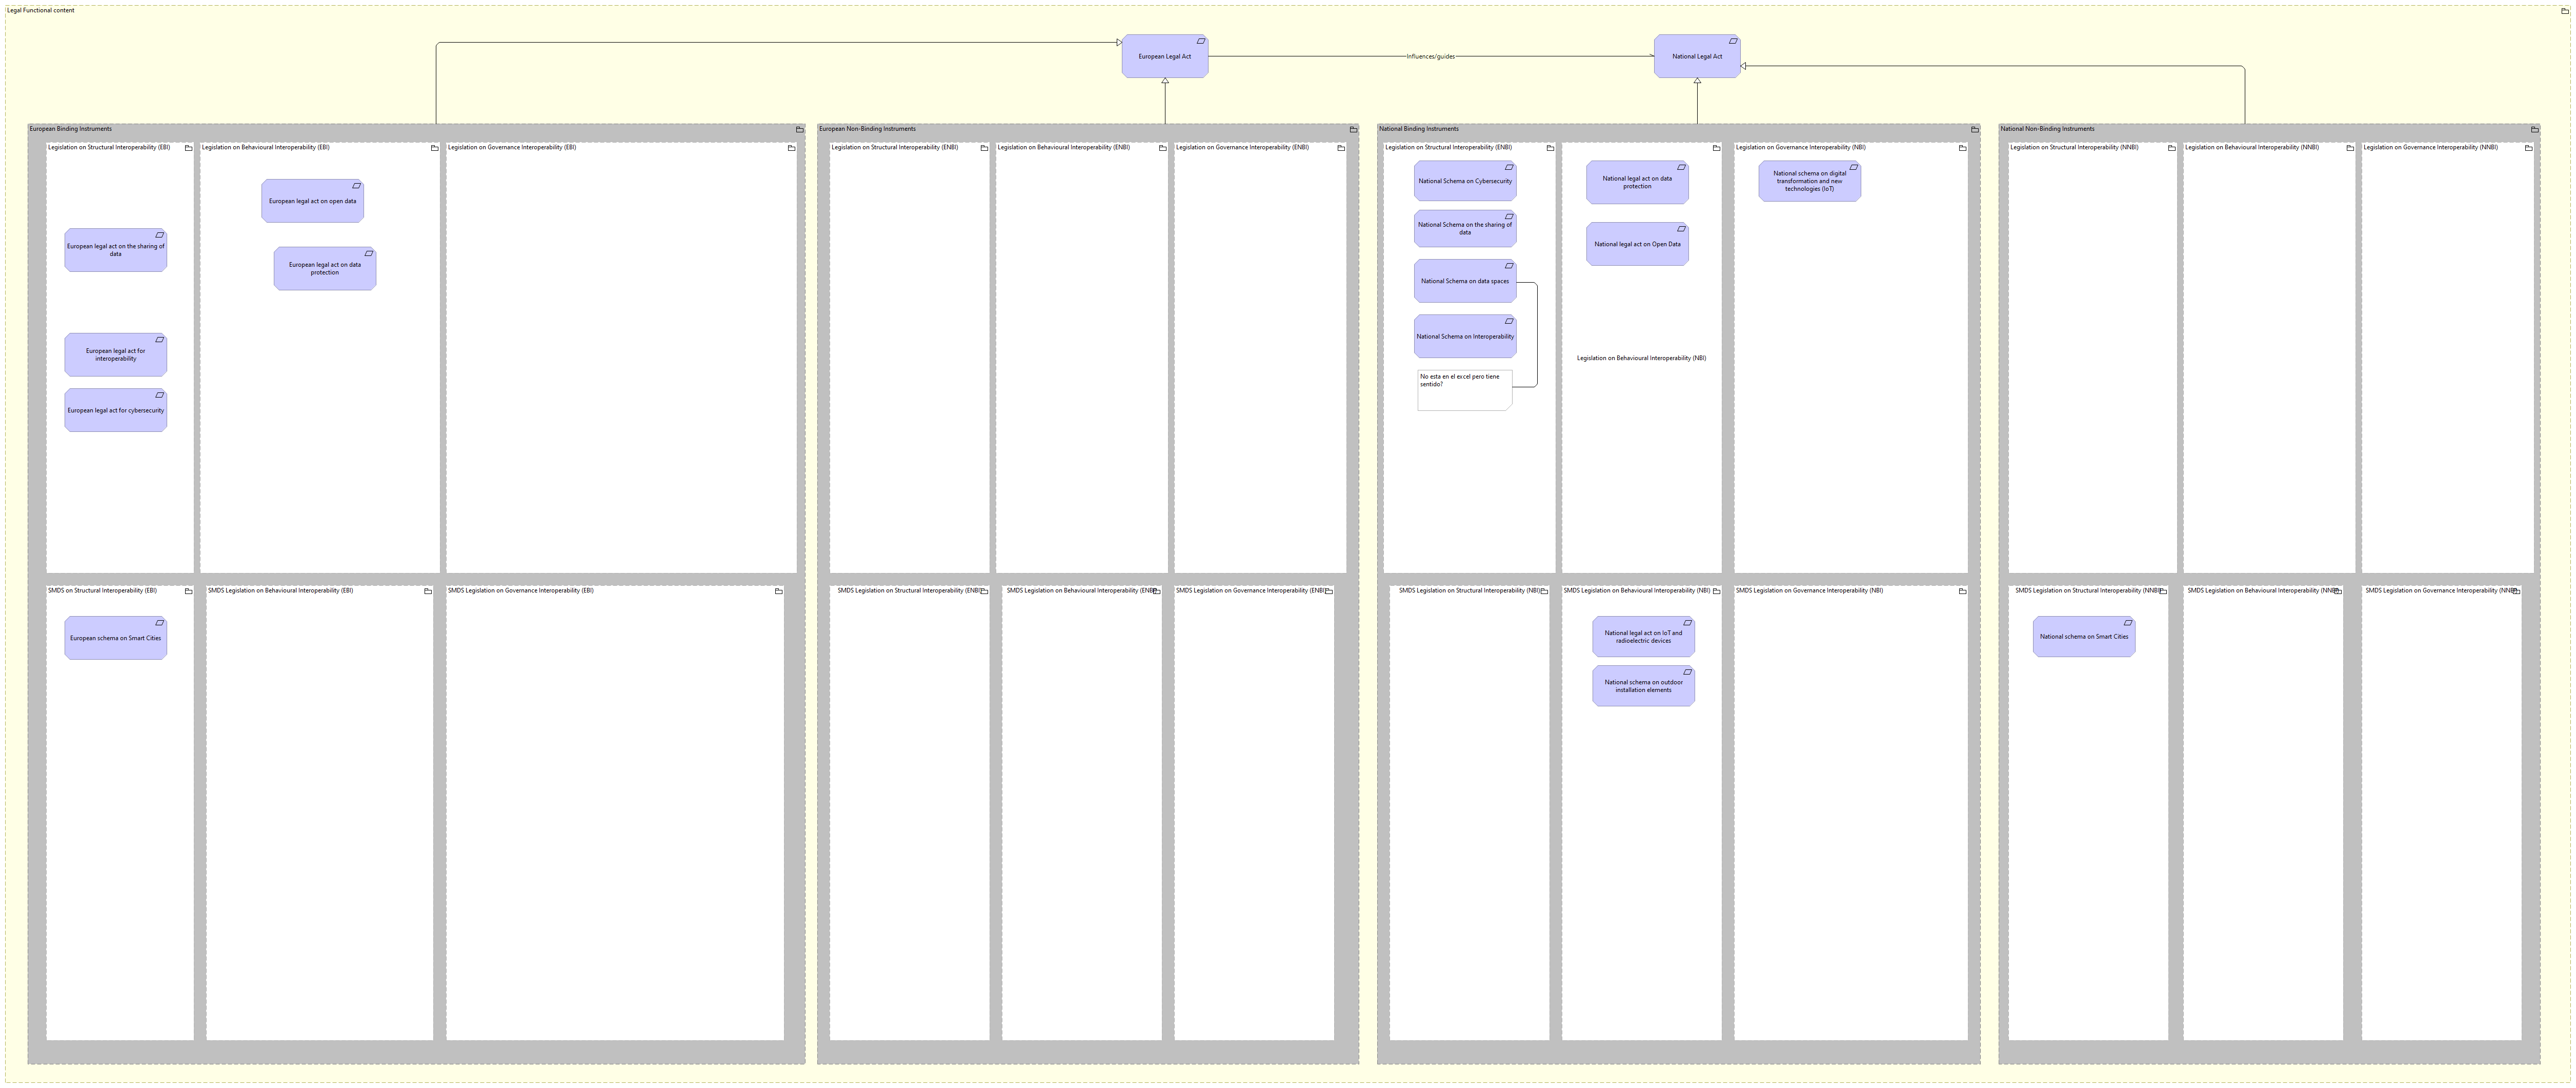 Legal Functional content
European Legal Act
Influences/guides
National Legal Act
European Binding Instruments
Legislation on Structural Interoperability (EBI)
European legal act on the sharing of
data
European legal act for
interoperability
European legal act for cybersecurity
Legislation on Behavioural Interoperability (EBI)
European legal act on open data
European legal act on data
protection
Legislation on Governance Interoperability (EBI)
SMDS on Structural Interoperability (EBI)
European schema on Smart Cities
SMDS Legislation on Behavioural Interoperability (EBI)
SMDS Legislation on Governance Interoperability (EBI)
European Non-Binding Instruments
Legislation on Structural Interoperability (ENBI)
Legislation on Behavioural Interoperability (ENBI)
Legislation on Governance Interoperability (ENBI)
SMDS Legislation on Structural Interoperability (ENBI)
SMDS Legislation on Behavioural Interoperability (ENBI)
SMDS Legislation on Governance Interoperability (ENBI)
National Binding Instruments
Legislation on Structural Interoperability (ENBI)
National Schema on Cybersecurity
National Schema on the sharing of
data
National Schema on data spaces
National Schema on Interoperability
No esta en el excel pero tiene
sentido?
National legal act on data
protection
National legal act on Open Data
Legislation on Behavioural Interoperability (NBI)
Legislation on Governance Interoperability (NBI)
National schema on digital
transformation and new
technologies (IoT)
SMDS Legislation on Structural Interoperability (NBI)
SMDS Legislation on Behavioural Interoperability (NBI)
National legal act on IoT and
radioelectric devices
National schema on outdoor
installation elements
SMDS Legislation on Governance Interoperability (NBI)
National Non-Binding Instruments
Legislation on Structural Interoperability (NNBI)
Legislation on Behavioural Interoperability (NNBI)
Legislation on Governance Interoperability (NNBI)
SMDS Legislation on Structural Interoperability (NNBI)
National schema on Smart Cities
SMDS Legislation on Behavioural Interoperability (NNBI)
SMDS Legislation on Governance Interoperability (NNBI)